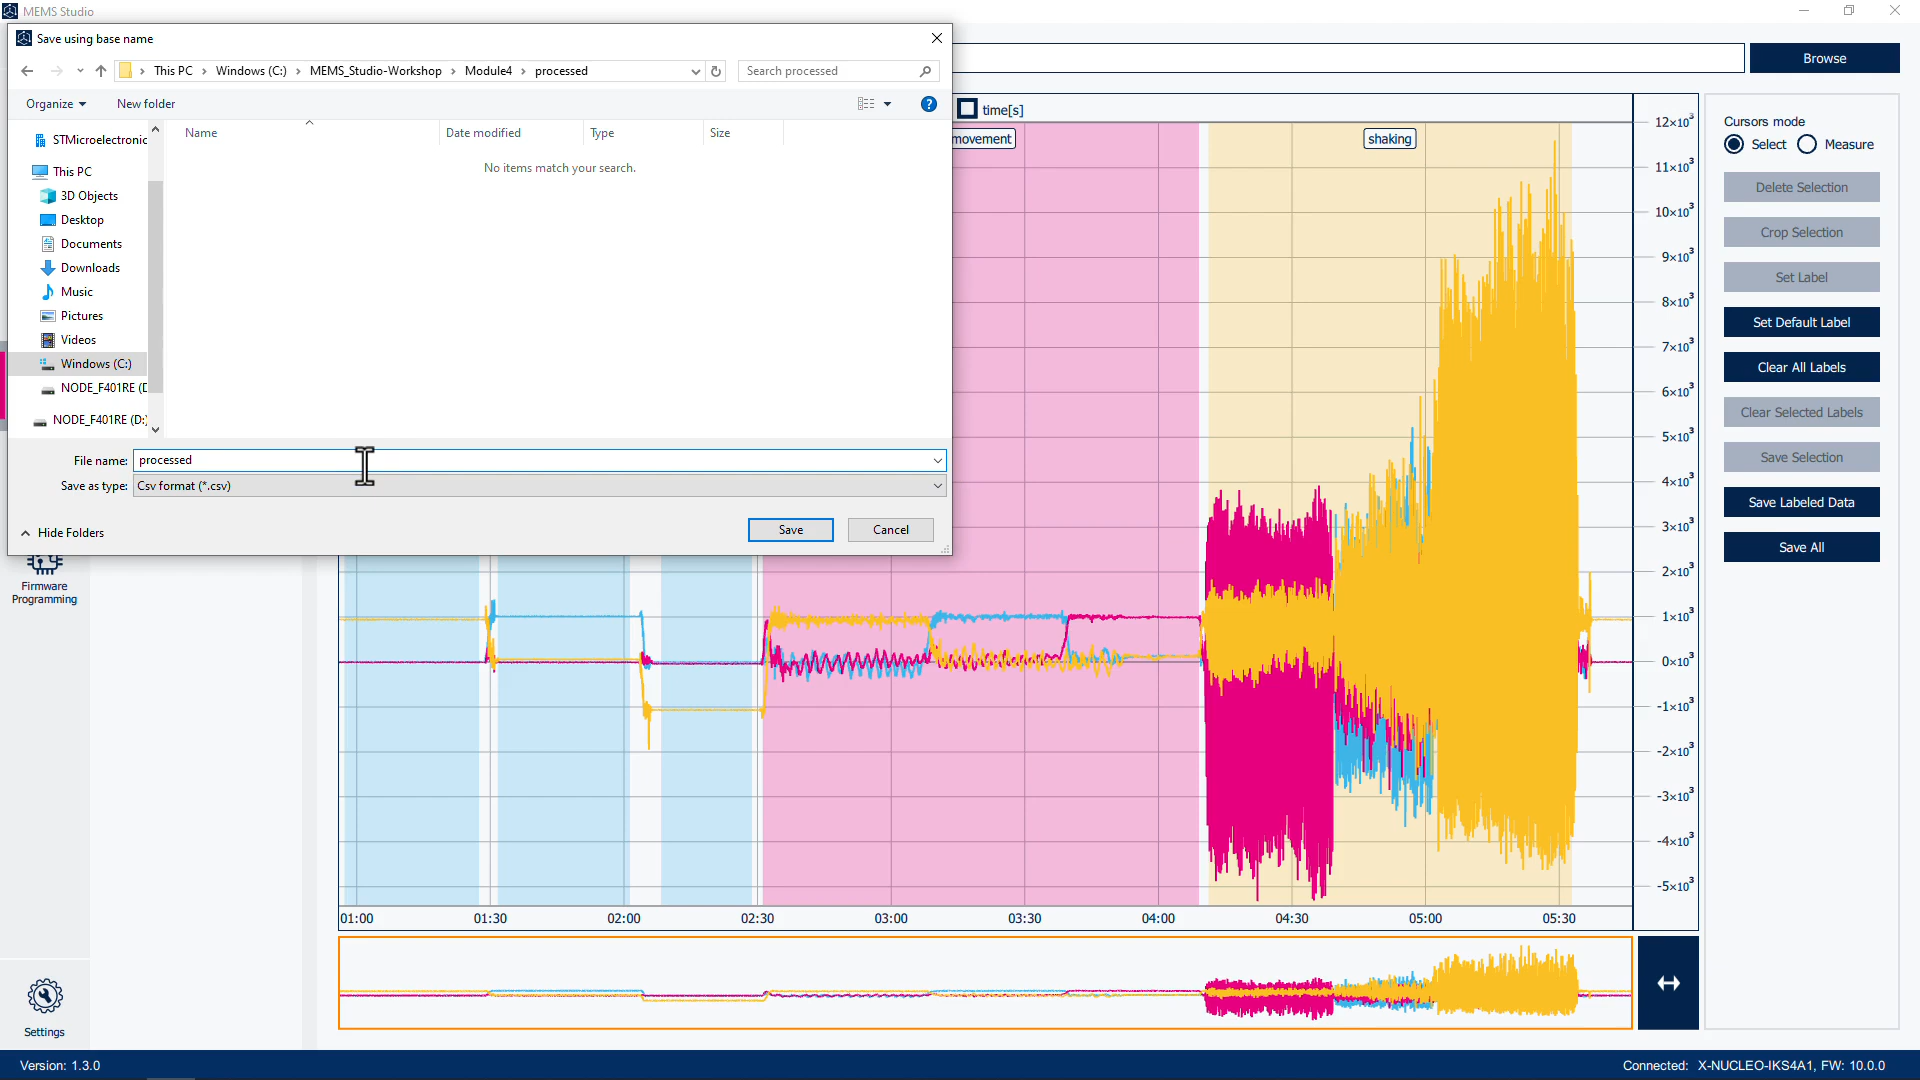 MEMS Studio
Save using base name
This PC > Windows (C:) > MEMS_Studio-Workshop > Module4 > processed
Search processed
Organize
New folder
Name
Date modified
Type
Size
No items match your search.
STMicroelectronic
This PC
3D Objects
Desktop
Documents
Downloads
Music
Pictures
Videos
Windows (C:)
NODE_F401RE (E
NODE_F401RE (D:)
File name: processed
Save as type: Csv format (*.csv)
Hide Folders
Save
Cancel
Browse
time[s]
movement
shaking
12×10³
11×10³
10×10³
9×10³
8×10³
7×10³
6×10³
5×10³
4×10³
3×10³
2×10³
1×10³
0×10³
-1×10³
-2×10³
-3×10³
-4×10³
-5×10³
01:00
01:30
02:00
02:30
03:00
03:30
04:00
04:30
05:00
05:30
Cursors mode
Select
Measure
Delete Selection
Crop Selection
Set Label
Set Default Label
Clear All Labels
Clear Selected Labels
Save Selection
Save Labeled Data
Save All
Firmware
Programming
Settings
Version: 1.3.0
Connected: X-NUCLEO-IKS4A1, FW: 10.0.0